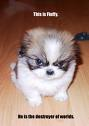 This is Fluffy.
He is the destroyer of worlds.